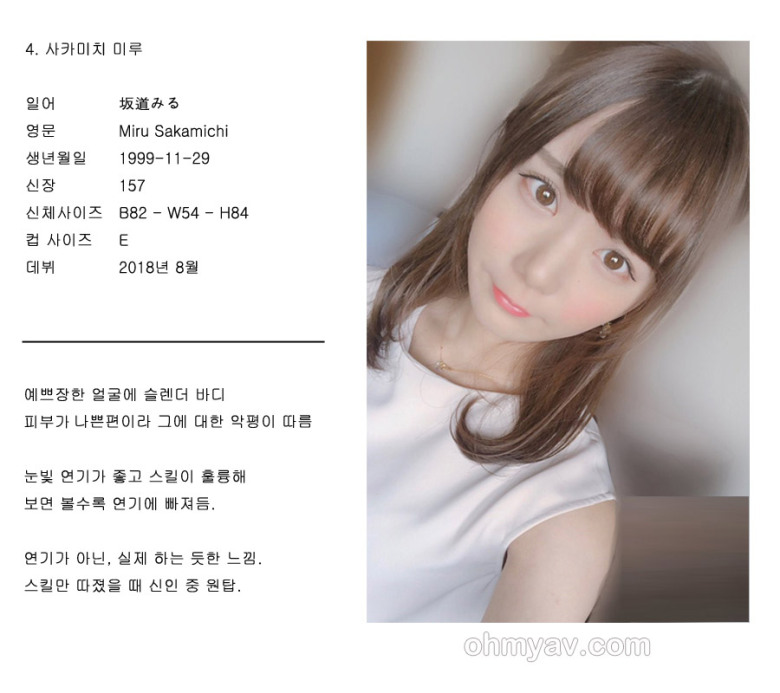 4. 사카미치 미루
일어 坂道みる
영문 Miru Sakamichi
생년월일 1999-11-29
신장 157
신체사이즈 B82 - W54 - H84
컵 사이즈 E
데뷔 2018년 8월
예쁘장한 얼굴에 슬렌더 바디
피부가 나쁜편이라 그에 대한 악평이 따름
눈빛 연기가 좋고 스킬이 훌륭해
보면 볼수록 연기에 빠져듬.
연기가 아닌, 실제 하는 듯한 느낌.
스킬만 따졌을 때 신인 중 원탑.
ohmyav.com